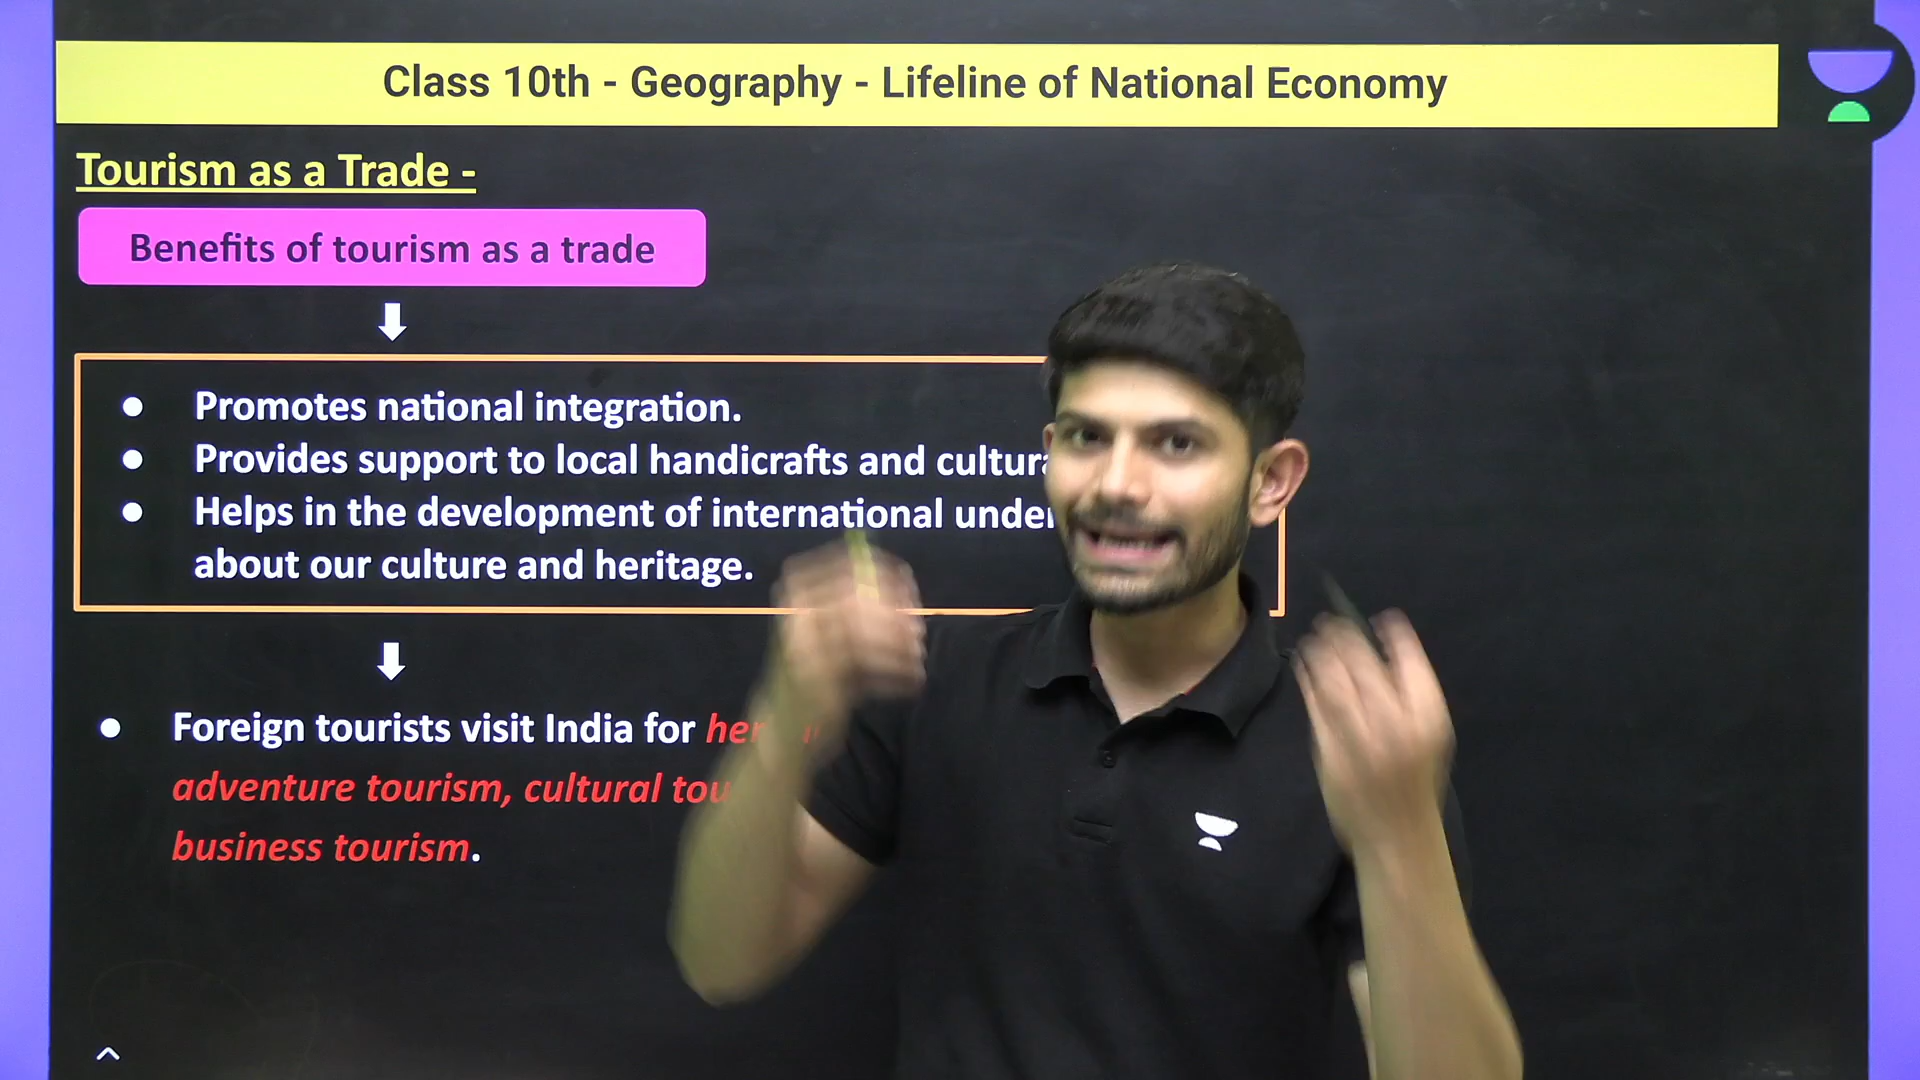 Class 10th - Geography - Lifeline of National Economy
Tourism as a Trade -
Benefits of tourism as a trade
● Promotes national integration.
● Provides support to local handicrafts and
● Helps in the development of international
about our culture and heritage.
● Foreign tourists visit India for
adventure tourism, cultural
business tourism.